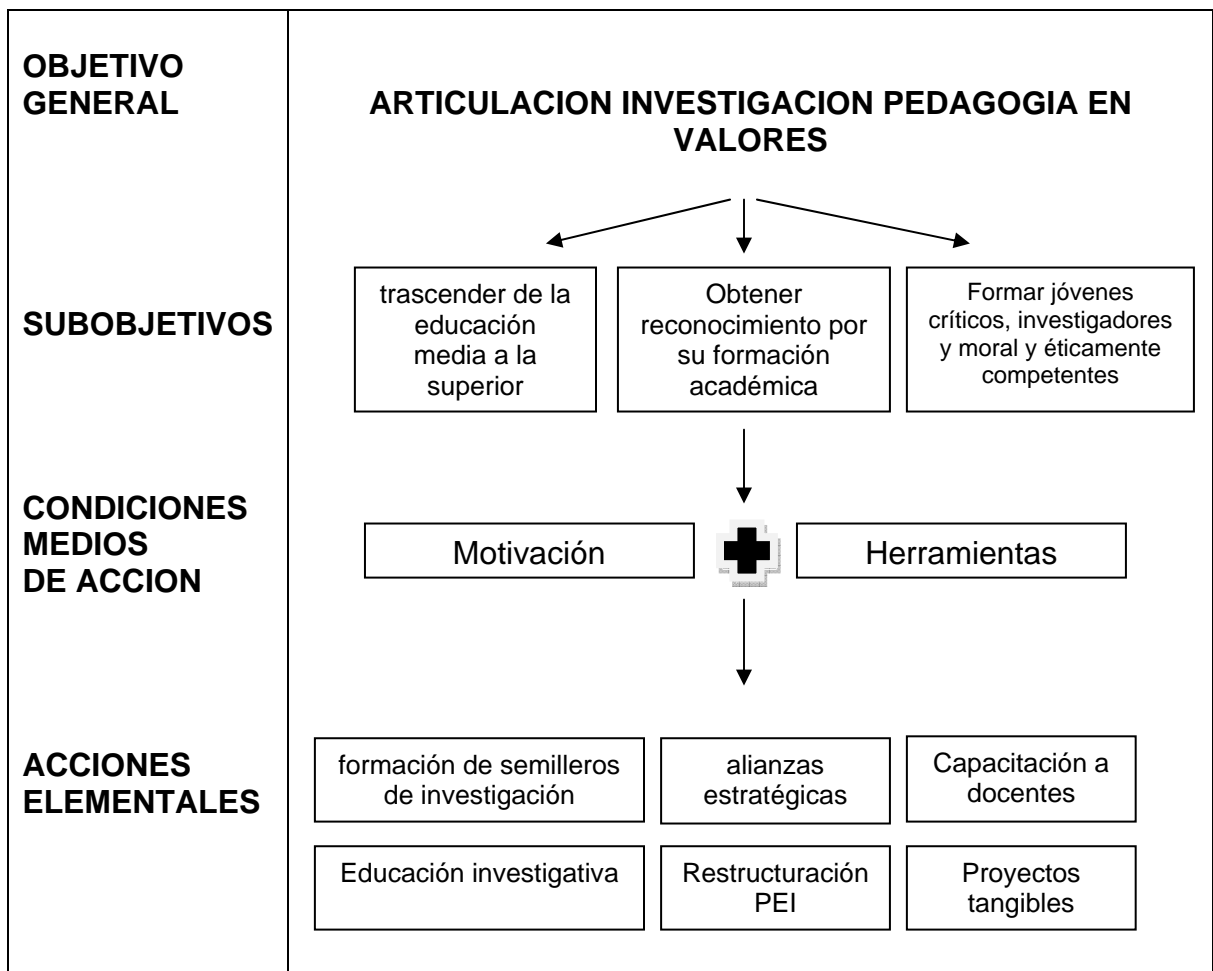 OBJETIVO
GENERAL
ARTICULACION INVESTIGACION PEDAGOGIA EN
VALORES
SUBOBJETIVOS
trascender de la
educación
media a la
superior
Obtener
reconocimiento por
su formación
académica
Formar jóvenes
críticos, investigadores
y moral y éticamente
competentes
CONDICIONES
MEDIOS
DE ACCION
Motivación
Herramientas
ACCIONES
ELEMENTALES
formación de semilleros
de investigación
alianzas
estratégicas
Capacitación a
docentes
Educación investigativa
Restructuración
PEI
Proyectos
tangibles